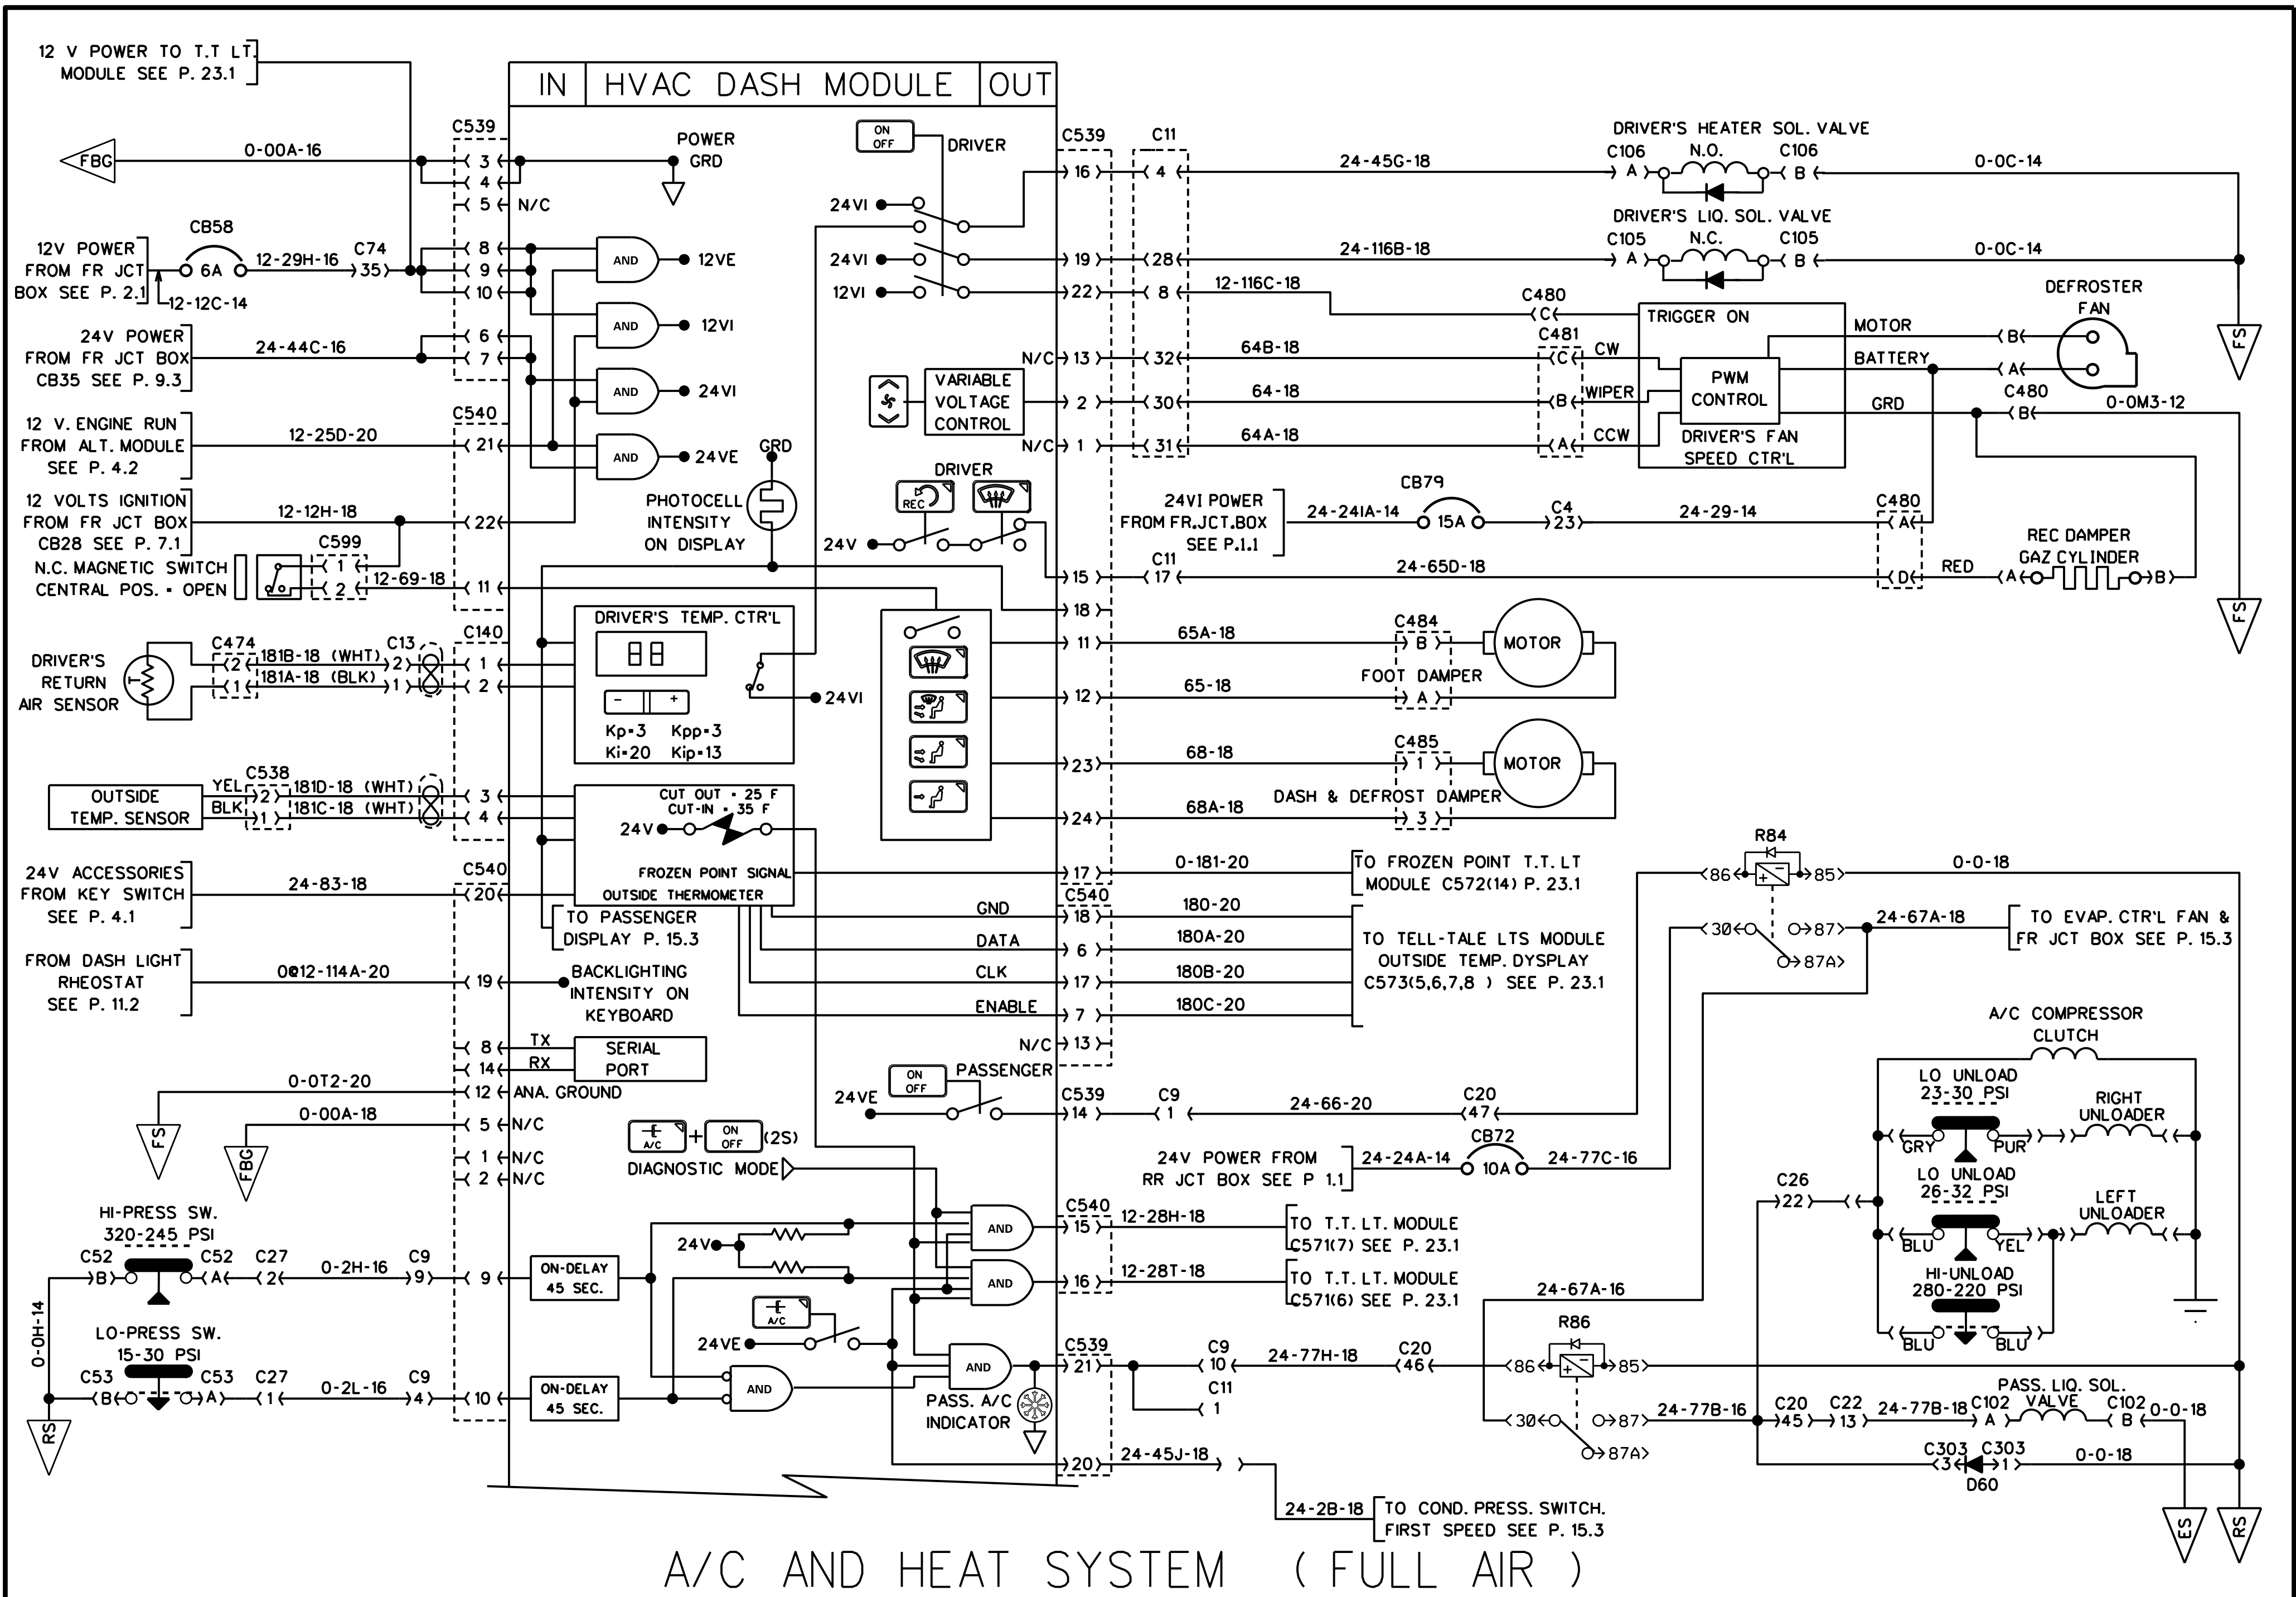 12 V POWER TO T.T LT.
MODULE SEE P. 23.1
IN
HVAC DASH MODULE
OUT
FBG
0-00A-16
C539
3
4
5
N/C
POWER
GRD
12V POWER
FROM FR JCT
BOX SEE P. 2.1
CB58
6A
12-12C-14
12-29H-16
C74
35
8
9
10
24V POWER
FROM FR JCT BOX
CB35 SEE P. 9.3
24-44C-16
6
7
AND
12VE
AND
12VI
AND
24VI
AND
24VE
12 V. ENGINE RUN
FROM ALT. MODULE
SEE P. 4.2
12-25D-20
C540
21
12 VOLTS IGNITION
FROM FR JCT BOX
CB28 SEE P. 7.1
12-12H-18
22
N.C. MAGNETIC SWITCH
CENTRAL POS. = OPEN
C599
1
2
12-69-18
11
GRD
PHOTOCELL
INTENSITY
ON DISPLAY
DRIVER'S
RETURN
AIR SENSOR
T
C474
2
1
181B-18 (WHT)
181A-18 (BLK)
C13
2
1
C140
1
2
DRIVER'S TEMP. CTR'L
88
-
+
Kp=3 Kpp=3
Ki=20 Kip=13
24VI
OUTSIDE
TEMP. SENSOR
YEL
BLK
C538
2
1
181D-18 (WHT)
181C-18 (WHT)
3
4
CUT OUT = 25 F
CUT-IN = 35 F
24V
FROZEN POINT SIGNAL
OUTSIDE THERMOMETER
24V ACCESSORIES
FROM KEY SWITCH
SEE P. 4.1
24-83-18
C540
20
TO PASSENGER
DISPLAY P. 15.3
FROM DASH LIGHT
RHEOSTAT
SEE P. 11.2
0@12-114A-20
19
BACKLIGHTING
INTENSITY ON
KEYBOARD
8
TX
14
RX
SERIAL
PORT
0-0T2-20
12
ANA. GROUND
0-00A-18
5
N/C
1
N/C
2
N/C
FS
FBG
A/C
+
ON
OFF
(2S)
DIAGNOSTIC MODE
HI-PRESS SW.
320-245 PSI
C52
B
C52
A
C27
2
0-2H-16
C9
9
9
ON-DELAY
45 SEC.
0-0H-14
LO-PRESS SW.
15-30 PSI
C53
B
C53
A
C27
1
0-2L-16
C9
4
10
ON-DELAY
45 SEC.
RS
24V
A/C
24VE
AND
AND
AND
AND
PASS. A/C
INDICATOR
ON
OFF
DRIVER
24VI
24VI
12VI
C539
16
19
22
C11
4
28
8
24-45G-18
24-116B-18
12-116C-18
DRIVER'S HEATER SOL. VALVE
C106
N.O.
C106
A
B
0-0C-14
DRIVER'S LIQ. SOL. VALVE
C105
N.C.
C105
A
B
0-0C-14
FS
VARIABLE
VOLTAGE
CONTROL
N/C
13
2
N/C
1
32
30
31
64B-18
64-18
64A-18
C480
C
C481
C
CW
B
WIPER
A
CCW
TRIGGER ON
PWM
CONTROL
DRIVER'S FAN
SPEED CTR'L
MOTOR
BATTERY
GRD
DEFROSTER
FAN
B
A
C480
B
0-0M3-12
FS
DRIVER
REC
24V
24VI POWER
FROM FR. JCT. BOX
SEE P.1.1
24-24IA-14
CB79
15A
C4
23
24-29-14
C480
A
15
C11
17
24-65D-18
D
RED
REC DAMPER
GAZ CYLINDER
A
B
18
11
65A-18
C484
B
MOTOR
FOOT DAMPER
12
65-18
A
23
68-18
C485
1
MOTOR
DASH & DEFROST DAMPER
24
68A-18
3
17
0-181-20
TO FROZEN POINT T.T. LT
MODULE C572(14) P. 23.1
C540
GND
18
180-20
DATA
6
180A-20
CLK
17
180B-20
ENABLE
7
180C-20
TO TELL-TALE LTS MODULE
OUTSIDE TEMP. DYSPLAY
C573(5,6,7,8 ) SEE P. 23.1
N/C
13
PASSENGER
ON
OFF
24VE
C539
14
C9
1
24-66-20
C20
47
R84
86
85
0-0-18
30
87
87A
24-67A-18
TO EVAP. CTR'L FAN &
FR JCT BOX SEE P. 15.3
24V POWER FROM
RR JCT BOX SEE P 1.1
24-24A-14
CB72
10A
24-77C-16
C540
15
12-28H-18
TO T.T. LT. MODULE
C571(7) SEE P. 23.1
16
12-28T-18
TO T.T. LT. MODULE
C571(6) SEE P. 23.1
C539
21
C9
10
24-77H-18
C20
46
C11
1
20
24-45J-18
24-2B-18
TO COND. PRESS. SWITCH.
FIRST SPEED SEE P. 15.3
24-67A-16
R86
86
85
30
87
87A
24-77B-16
C26
22
A/C COMPRESSOR
CLUTCH
LO UNLOAD
23-30 PSI
GRY
PUR
RIGHT
UNLOADER
LO UNLOAD
26-32 PSI
BLU
YEL
LEFT
UNLOADER
HI-UNLOAD
280-220 PSI
BLU
BLU
C20
45
C22
13
24-77B-18
PASS. LIQ. SOL.
VALVE
C102
A
C102
B
0-0-18
C303
3
C303
1
D60
0-0-18
ES
RS
A/C AND HEAT SYSTEM ( FULL AIR )